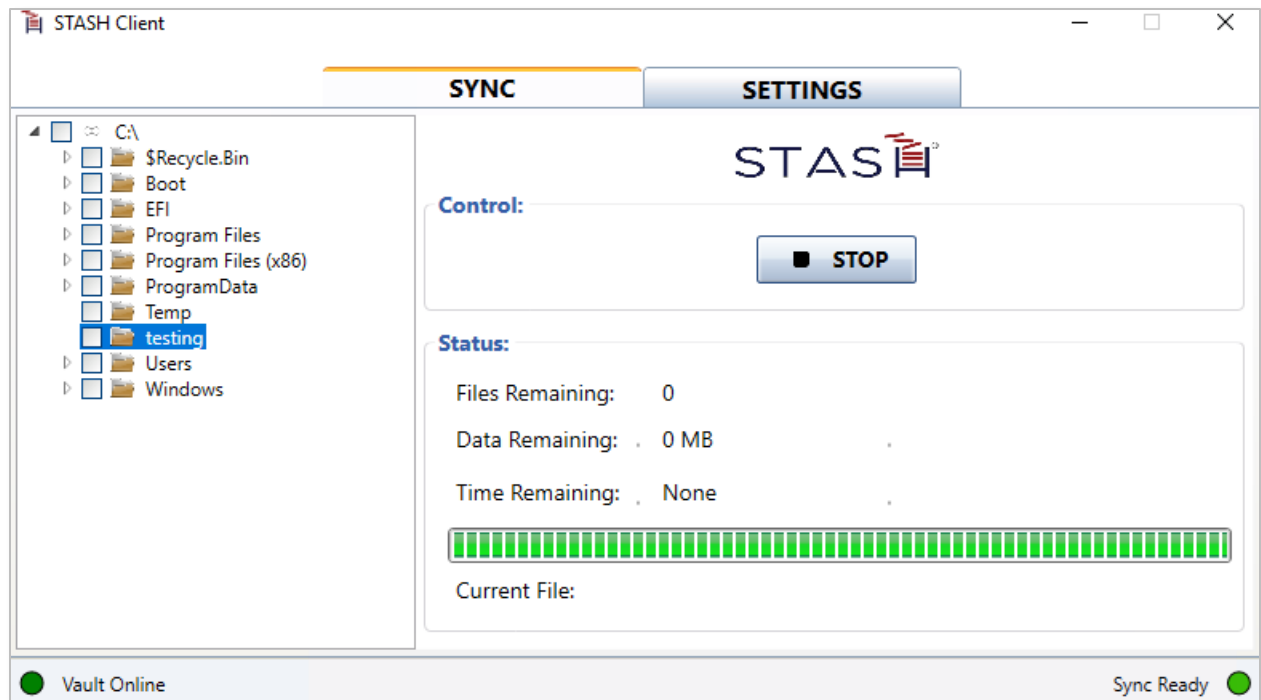 STASH Client
SYNC
SETTINGS
C:\
$Recycle.Bin
Boot
EFI
Program Files
Program Files (x86)
ProgramData
Temp
testing
Users
Windows
STASH
Control:
STOP
Status:
Files Remaining: 0
Data Remaining: 0 MB
Time Remaining: None
Current File:
Vault Online
Sync Ready